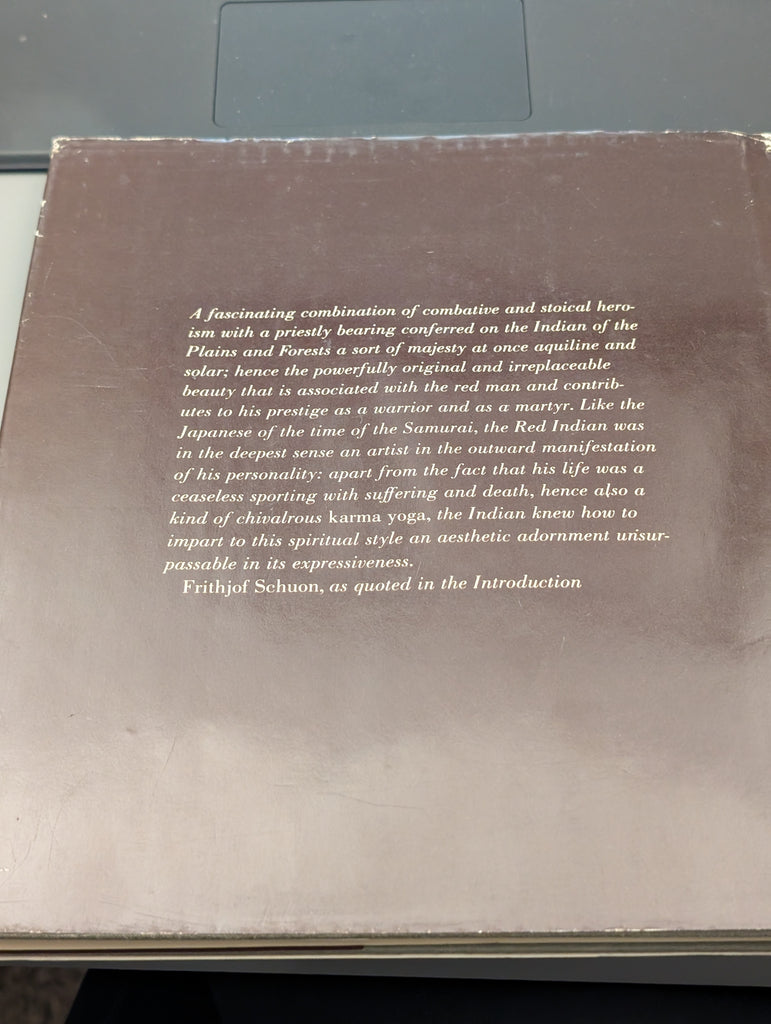 A fascinating combination of combative and stoical hero-
ism with a priestly bearing conferred on the Indian of the
Plains and Forests a sort of majesty at once aquiline and
solar; hence the powerfully original and irreplaceable
beauty that is associated with the red man and contrib-
utes to his prestige as a warrior and as a martyr. Like the
Japanese of the time of the Samurai, the Red Indian was
in the deepest sense an artist in the outward manifestation
of his personality: apart from the fact that his life was a
ceaseless sporting with suffering and death, hence also a
kind of chivalrous karma yoga, the Indian knew how to
impart to this spiritual style an aesthetic adornment unsur-
passable in its expressiveness.
Frithjof Schuon, as quoted in the Introduction